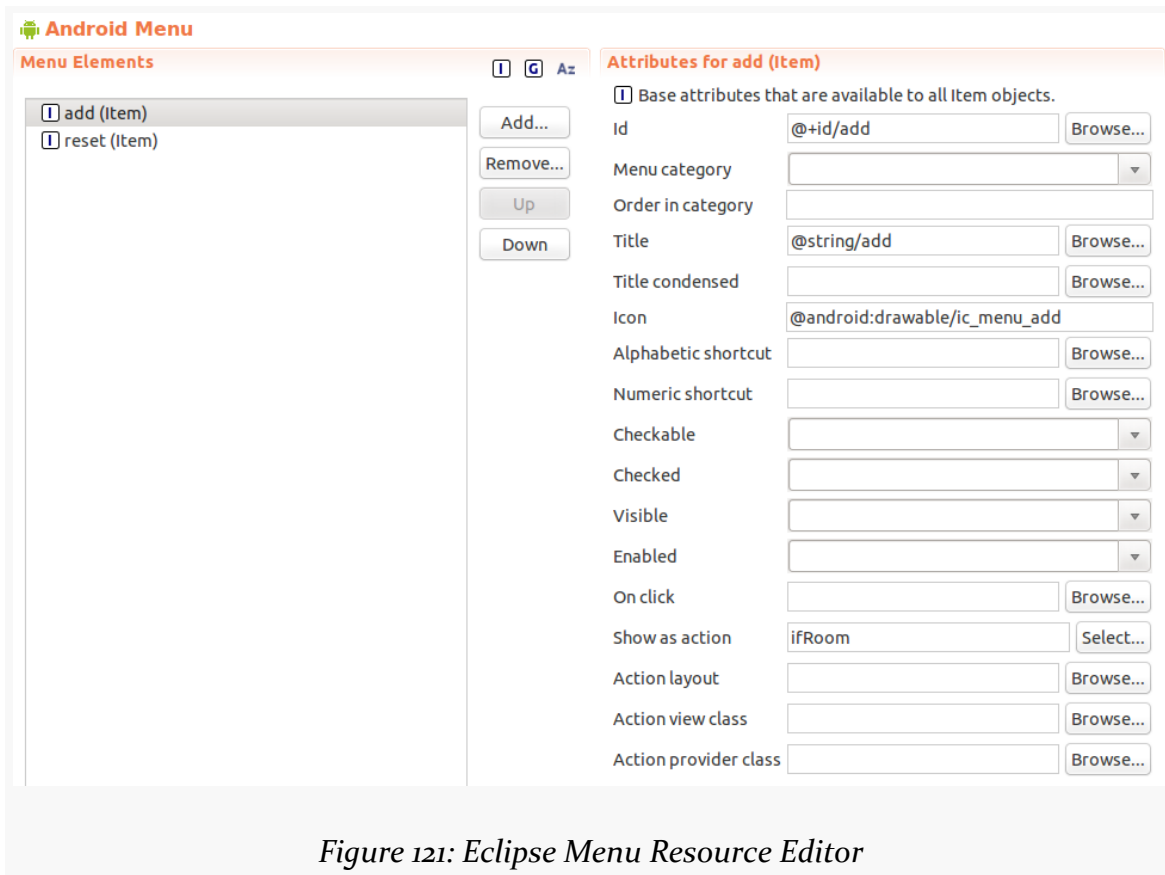 Android Menu
Menu Elements
I G Az
I add (Item)
I reset (Item)
Add...
Remove...
Up
Down
Attributes for add (Item)
I Base attributes that are available to all Item objects.
Id @+id/add Browse...
Menu category
Order in category
Title @string/add Browse...
Title condensed Browse...
Icon @android:drawable/ic_menu_add
Alphabetic shortcut Browse...
Numeric shortcut Browse...
Checkable
Checked
Visible
Enabled
On click Browse...
Show as action ifRoom Select...
Action layout Browse...
Action view class Browse...
Action provider class Browse...
Figure 121: Eclipse Menu Resource Editor